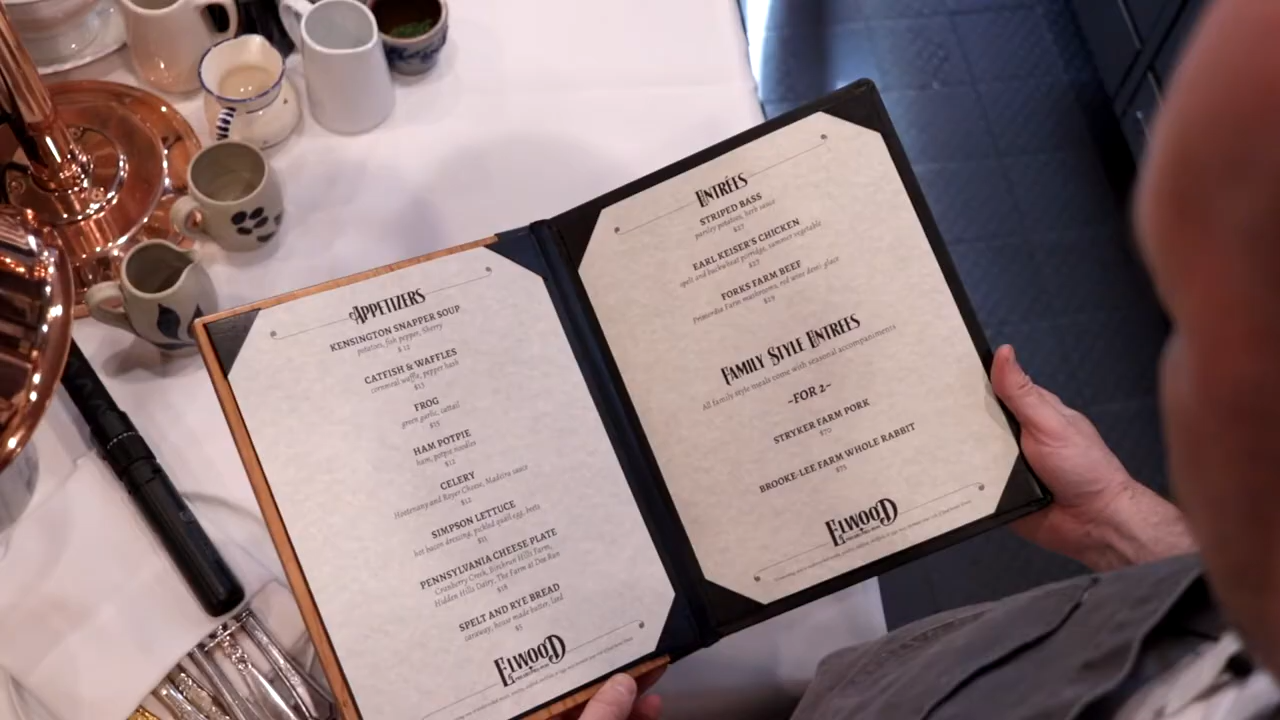 APPETIZERS
KENSINGTON SNAPPER SOUP
potatoes, fish pepper, Sherry
$12
CATFISH & WAFFLES
cornmeal waffle, pepper hash
$13
FROG
green garlic, cattail
$15
HAM POTPIE
ham, potpie noodles
$12
CELERY
Hootenany and Royer Cheese, Madeira sauce
$12
SIMPSON LETTUCE
hot bacon dressing, pickled quail egg, beets
$11
PENNSYLVANIA CHEESE PLATE
Cranberry Creek, Birchrun Hills Farm,
Hidden Hills Dairy, The Farm at Doe Run
$18
SPELT AND RYE BREAD
caraway, house made butter, lard
$5
ELWOOD
ENTRÉES
STRIPED BASS
parsley potatoes, herb sauce
$27
EARL KEISER'S CHICKEN
spelt and buckwheat porridge, summer vegetable
$27
FORKS FARM BEEF
Primordia Farm mushrooms, red wine demi-glace
$29
FAMILY STYLE ENTRÉES
All family style meals come with seasonal accompaniments
~FOR 2~
STRYKER FARM PORK
$70
BROOKE-LEE FARM WHOLE RABBIT
$75
ELWOOD